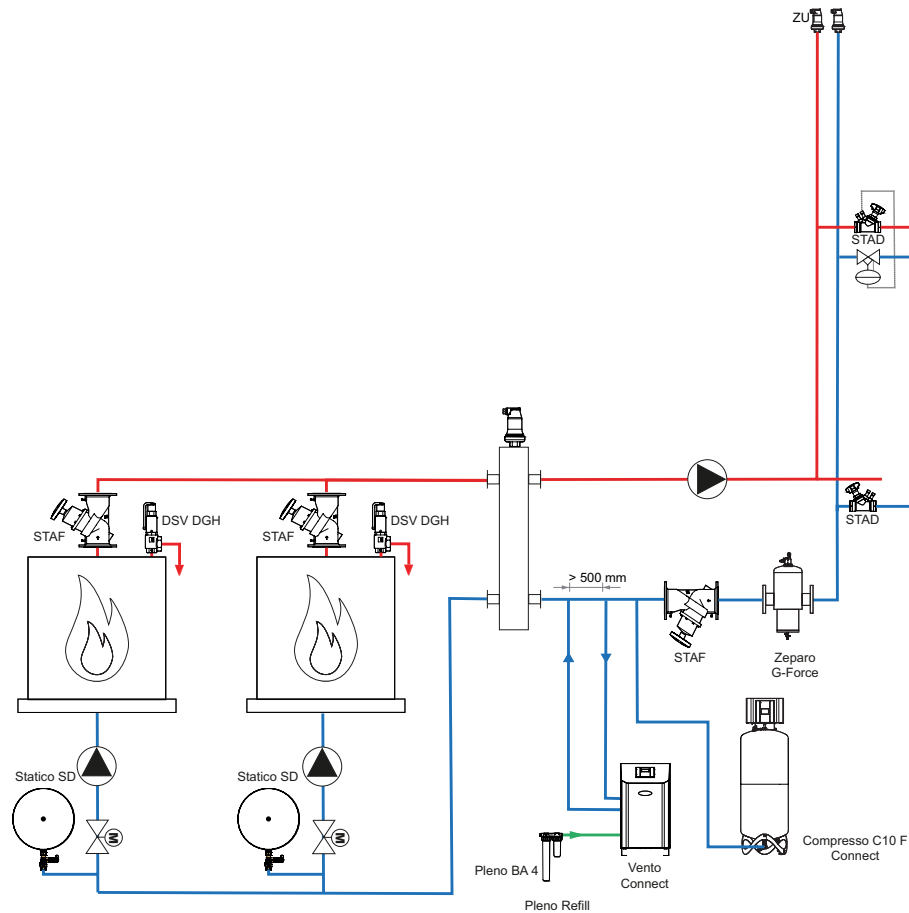 ZUT
STAD
STAF
DSV DGH
STAF
DSV DGH
STAD
> 500 mm
STAF
Zeparo
G-Force
Statico SD
M
Statico SD
M
Pleno BA 4
Vento
Connect
Compresso C10 F
Connect
Pleno Refill